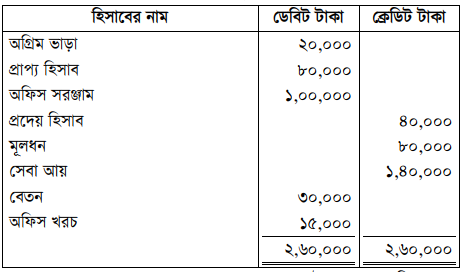 হিসাবের নাম ডেবিট টাকা ক্রেডিট টাকা
অগ্রিম ভাড়া ২০,০০০
প্রাপ্য হিসাব ৮০,০০০
অফিস সরঞ্জাম ১,০০,০০০
প্রদেয় হিসাব ৪০,০০০
মূলধন ৮০,০০০
সেবা আয় ১,৪০,০০০
বেতন ৩০,০০০
অফিস খরচ ১৫,০০০
২,৬০,০০০ ২,৬০,০০০